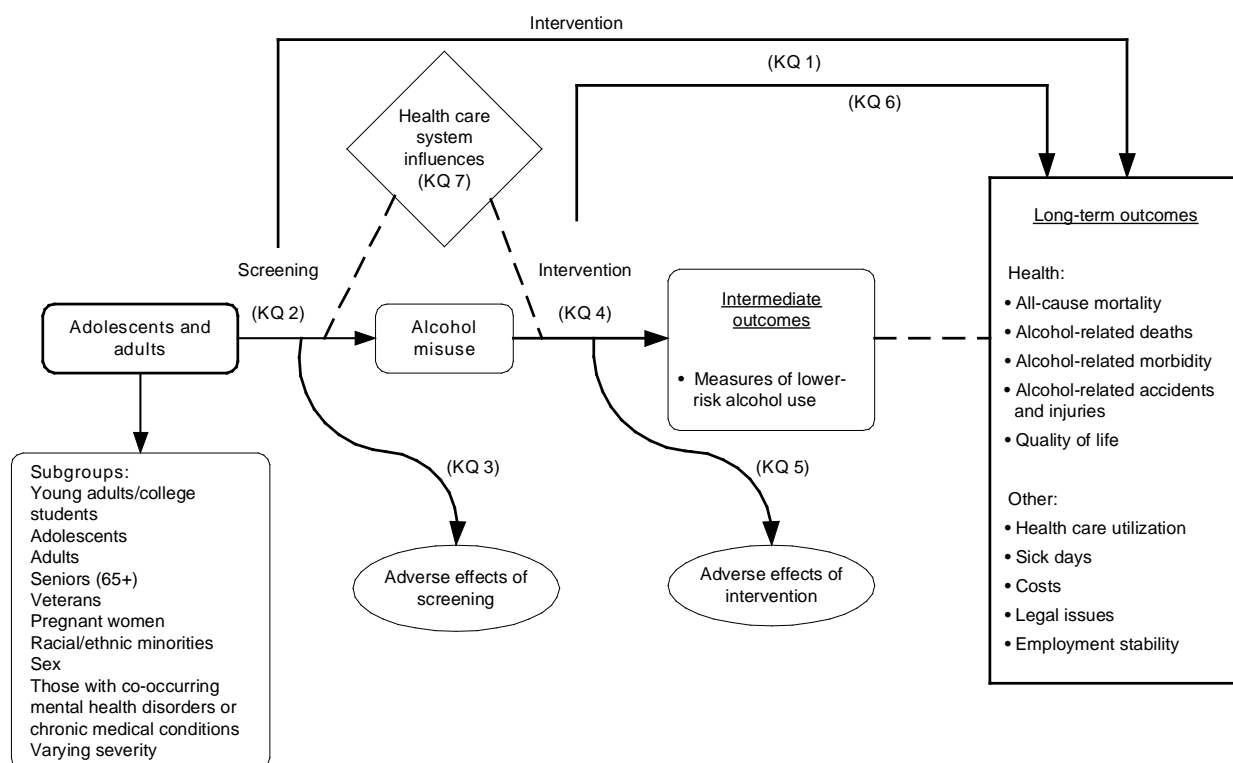 Intervention
(KQ 1)
(KQ 6)
Health care
system
influences
(KQ 7)
Screening
(KQ 2)
Intervention
(KQ 4)
Adolescents and
adults
Alcohol
misuse
Intermediate
outcomes
• Measures of lower-
risk alcohol use
(KQ 3)
(KQ 5)
Adverse effects of
screening
Adverse effects of
intervention
Subgroups:
Young adults/college
students
Adolescents
Adults
Seniors (65+)
Veterans
Pregnant women
Racial/ethnic minorities
Sex
Those with co-occurring
mental health disorders or
chronic medical conditions
Varying severity
Long-term outcomes
Health:
• All-cause mortality
• Alcohol-related deaths
• Alcohol-related morbidity
• Alcohol-related accidents
and injuries
• Quality of life
Other:
• Health care utilization
• Sick days
• Costs
• Legal issues
• Employment stability